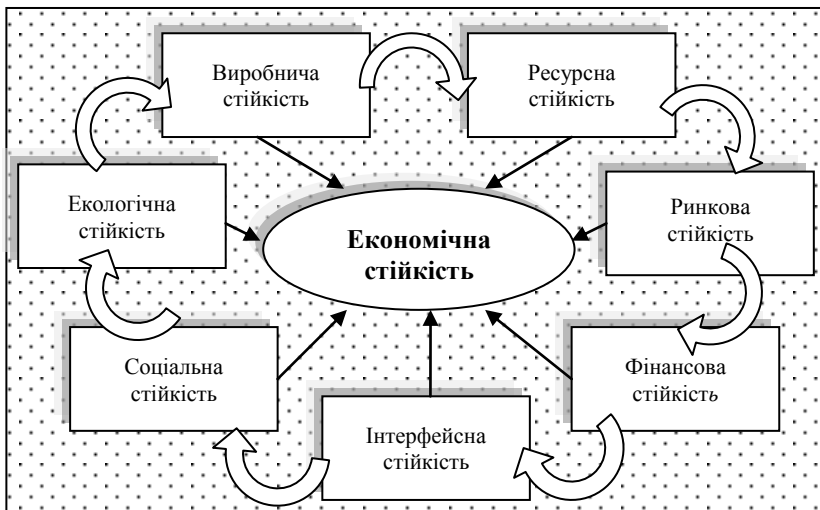 Виробнича
стійкість
Ресурсна
стійкість
Екологічна
стійкість
Економічна
стійкість
Ринкова
стійкість
Соціальна
стійкість
Інтерфейсна
стійкість
Фінансова
стійкість